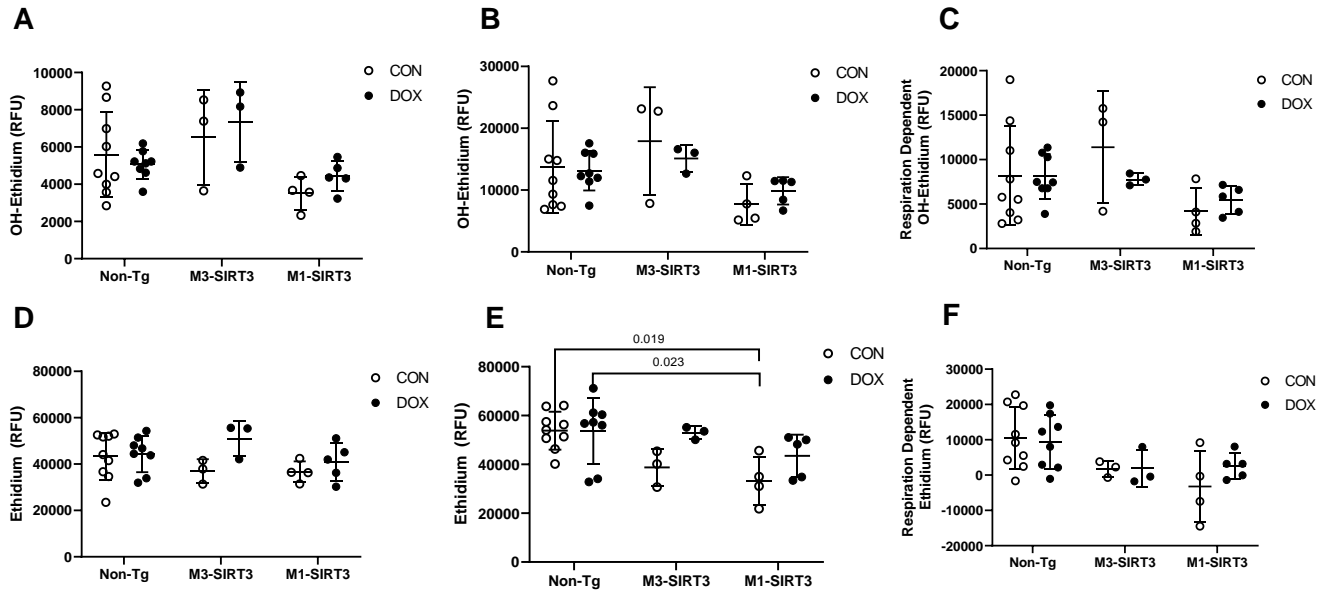 A
OH-Ethidium (RFU)
10000
8000
6000
4000
2000
0
Non-Tg
M3-SIRT3
M1-SIRT3
CON
DOX
B
OH-Ethidium (RFU)
30000
20000
10000
0
Non-Tg
M3-SIRT3
M1-SIRT3
CON
DOX
C
Respiration Dependent
OH-Ethidium (RFU)
20000
15000
10000
5000
0
Non-Tg
M3-SIRT3
M1-SIRT3
CON
DOX
D
Ethidium (RFU)
80000
60000
40000
20000
0
Non-Tg
M3-SIRT3
M1-SIRT3
CON
DOX
E
Ethidium (RFU)
80000
60000
40000
20000
0
0.019
0.023
Non-Tg
M3-SIRT3
M1-SIRT3
CON
DOX
F
Respiration Dependent
Ethidium (RFU)
30000
20000
10000
0
-10000
-20000
Non-Tg
M3-SIRT3
M1-SIRT3
CON
DOX